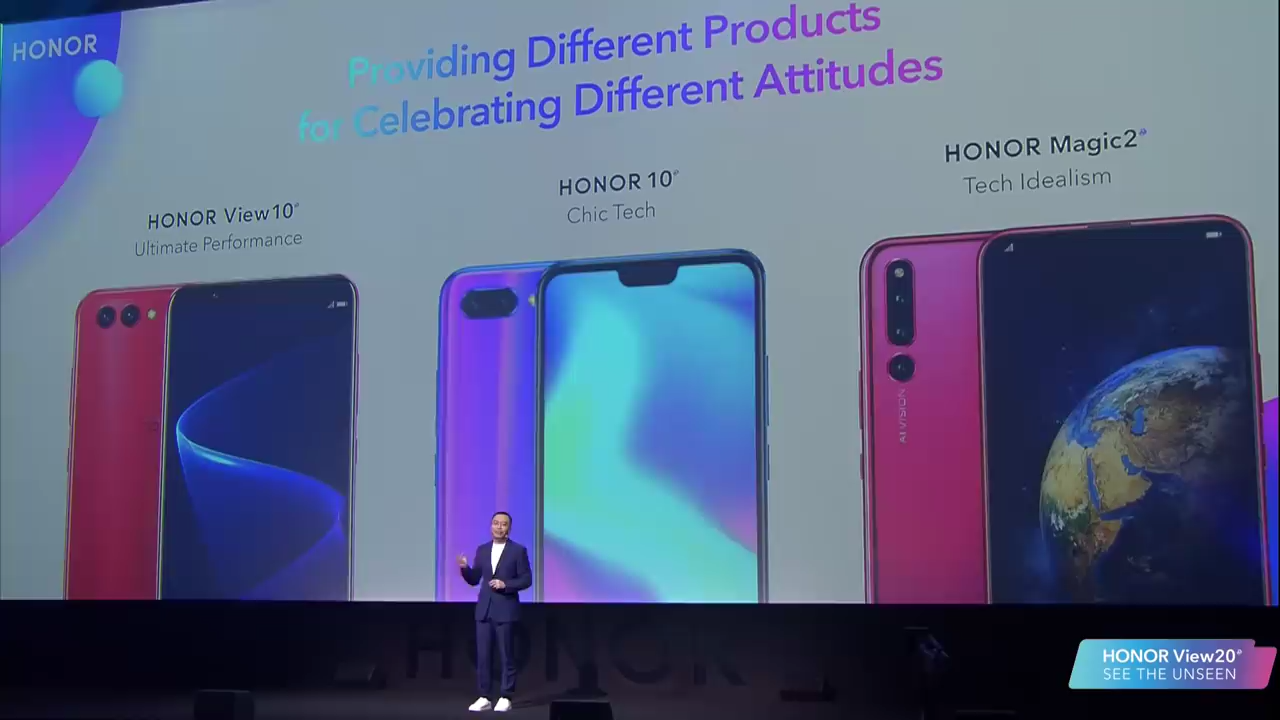 HONOR
Providing Different Products
for Celebrating Different Attitudes
HONOR View10
Ultimate Performance
HONOR 10
Chic Tech
HONOR Magic2
Tech Idealism
AI VISION
HONOR
HONOR View20
SEE THE UNSEEN